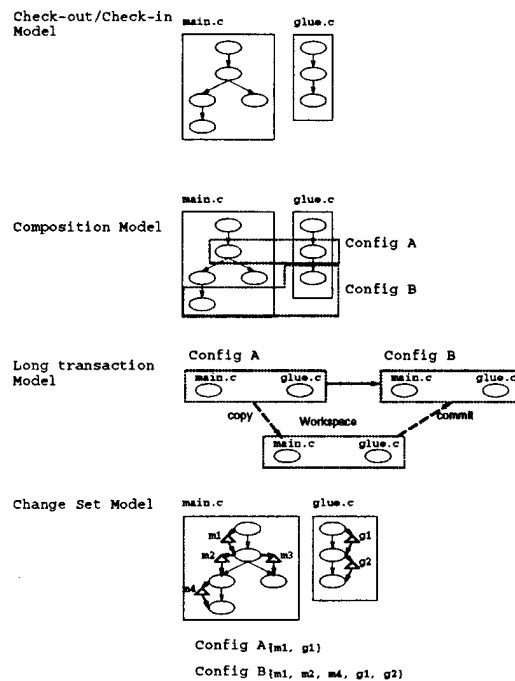 Check-out/Check-in
Model
main.c
glue.c
main.c
glue.c
Composition Model
Config A
Config B
Long transaction
Model
Config A
Config B
main.c
glue.c
main.c
glue.c
copy
Workspace
commit
main.c
glue.c
Change Set Model
main.c
glue.c
m1
g1
m2
m3
g2
m4
Config A{m1, g1}
Config B{m1, m2, m4, g1, g2}